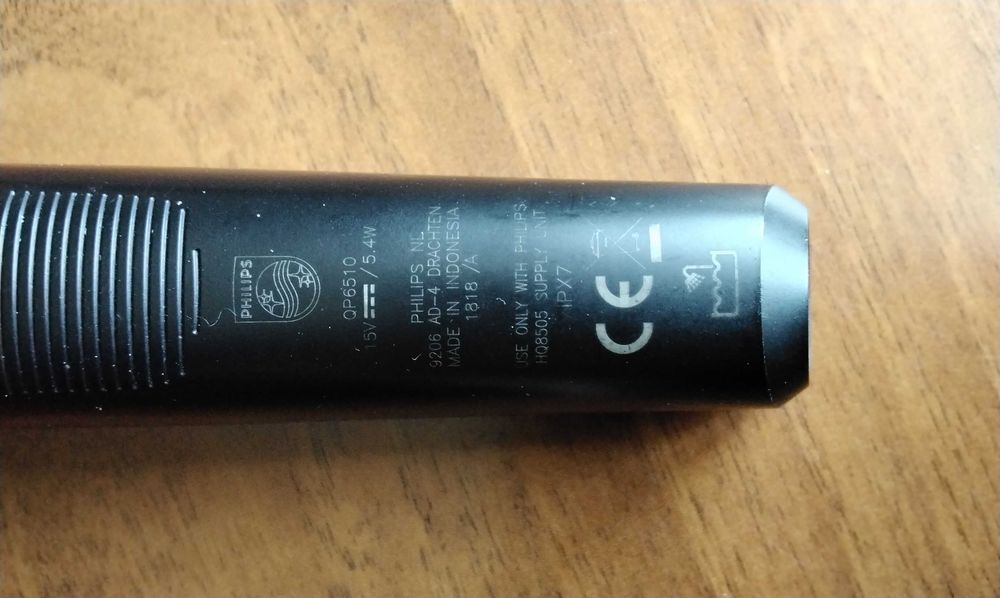 PHILIPS
QP6510
15V ⎓ / 5.4W
PHILIPS NL
9206 AD-4 DRACHTEN
MADE IN INDONESIA
1818 /A
USE ONLY WITH PHILIPS
HQ8505 SUPPLY UNIT
IPX7
CE